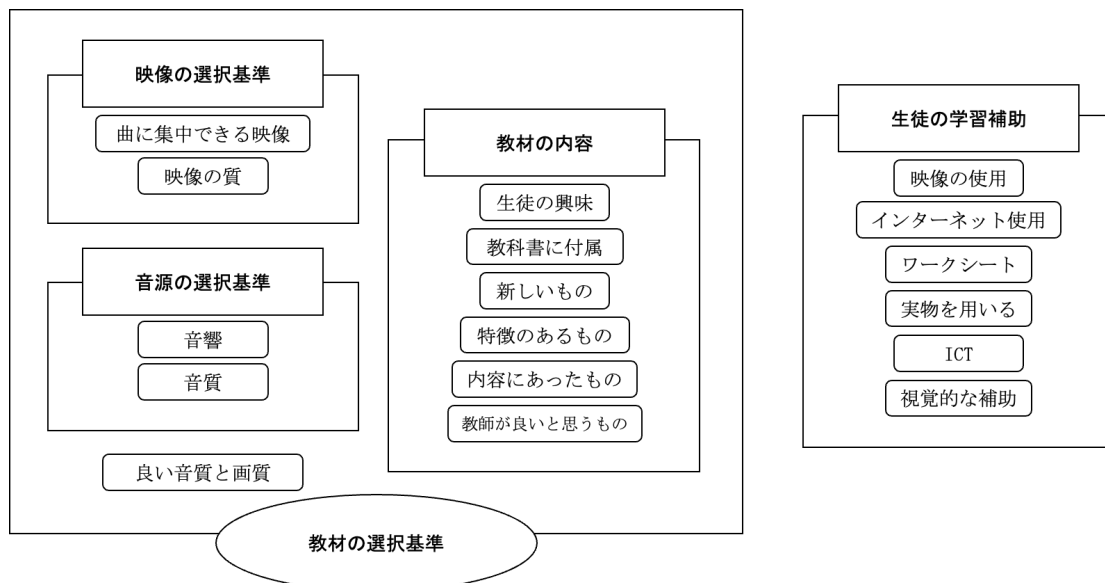 映像の選択基準
曲に集中できる映像
映像の質
音源の選択基準
音響
音質
良い音質と画質
教材の内容
生徒の興味
教科書に付属
新しいもの
特徴のあるもの
内容にあったもの
教師が良いと思うもの
教材の選択基準
生徒の学習補助
映像の使用
インターネット使用
ワークシート
実物を用いる
ICT
視覚的な補助